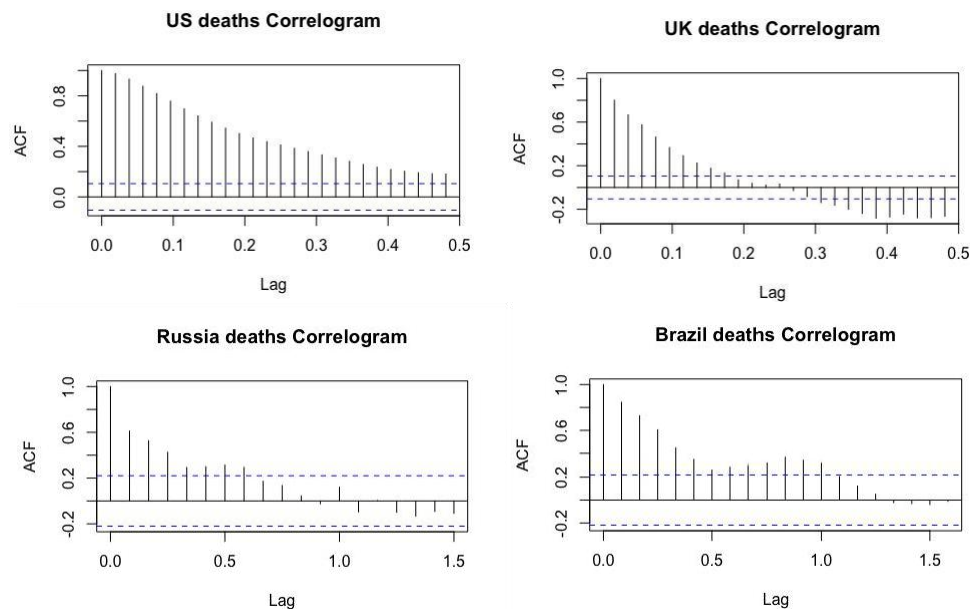 US deaths Correlogram
ACF
0.0 0.4 0.8
0.0 0.1 0.2 0.3 0.4 0.5
Lag
UK deaths Correlogram
ACF
-0.2 0.2 0.6 1.0
0.0 0.1 0.2 0.3 0.4 0.5
Lag
Russia deaths Correlogram
ACF
-0.2 0.2 0.6 1.0
0.0 0.5 1.0 1.5
Lag
Brazil deaths Correlogram
ACF
-0.2 0.2 0.6 1.0
0.0 0.5 1.0 1.5
Lag